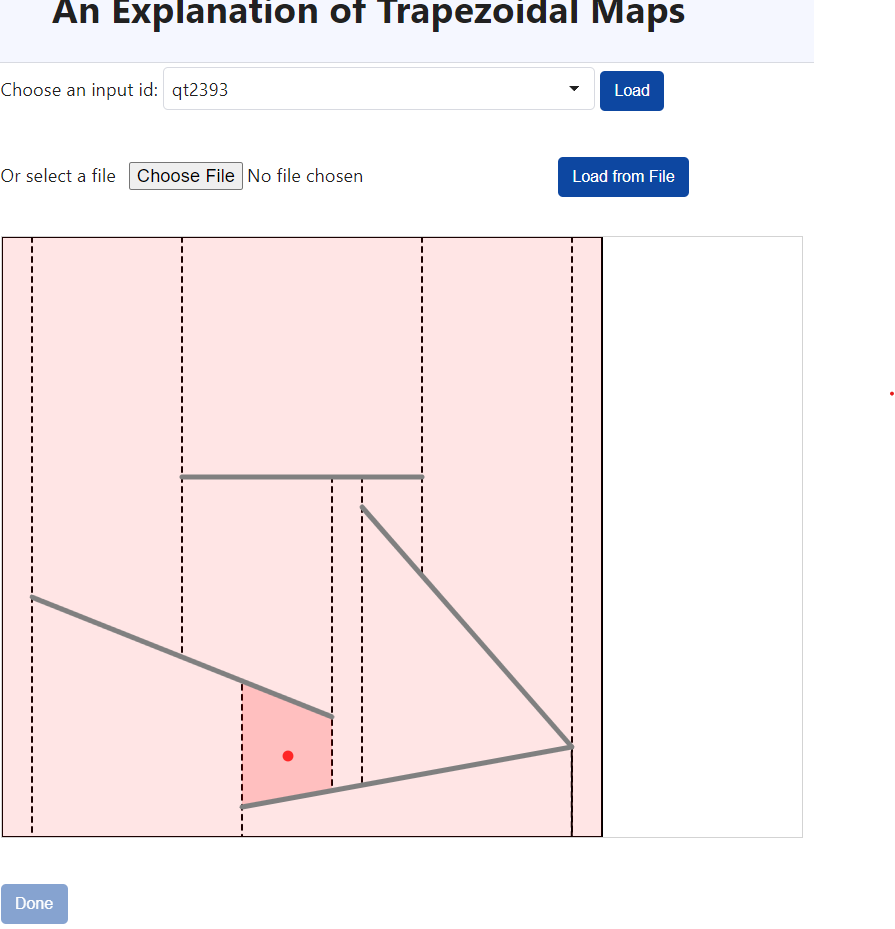 An Explanation of Trapezoidal Maps
Choose an input id: qt2393 Load
Or select a file Choose File No file chosen Load from File
Done